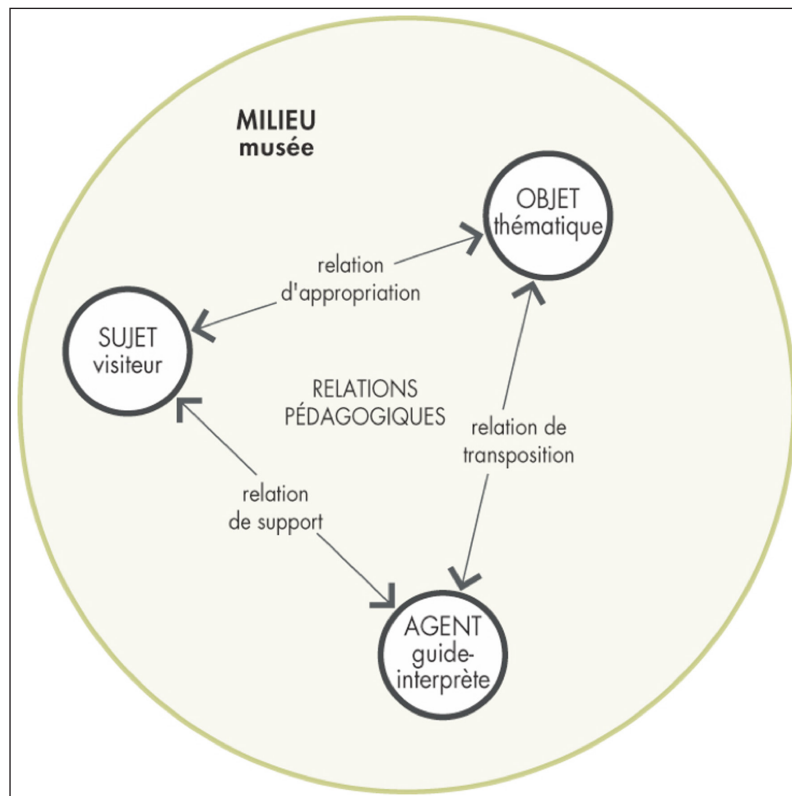 MILIEU
musée
OBJET
thématique
relation
d'appropriation
SUJET
visiteur
RELATIONS
PÉDAGOGIQUES
relation de
transposition
relation
de support
AGENT
guide-
interprète